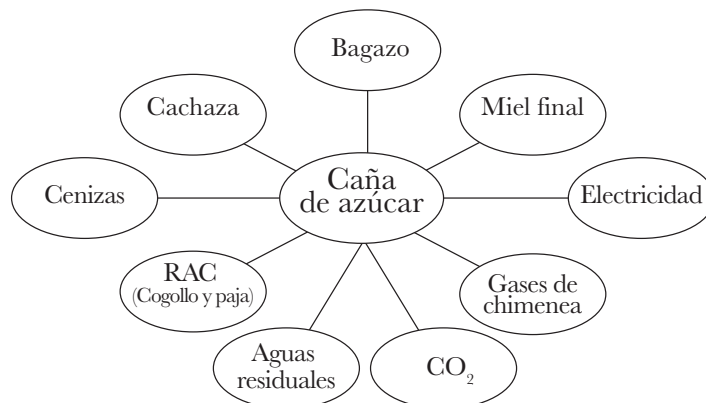 Bagazo
Cachaza
Miel final
Caña
de azúcar
Cenizas
Electricidad
RAC
(Cogollo y paja)
Gases de
chimenea
Aguas
residuales
CO₂